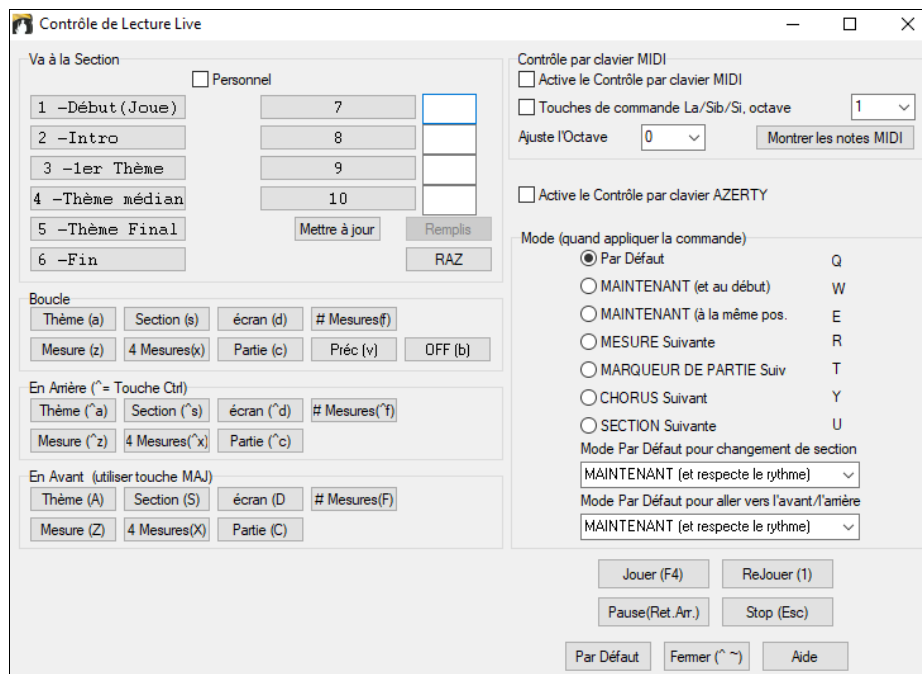 Contrôle de Lecture Live
Va à la Section
Personnel
1 –Début(Joue) 7
2 –Intro 8
3 –1er Thème 9
4 –Thème médian 10
5 –Thème Final Mettre à jour Remplis
6 –Fin RAZ
Boucle
Thème (a) Section (s) écran (d) # Mesures(f)
Mesure (z) 4 Mesures(x) Partie (c) Préc (v) OFF (b)
En Arrière (^= Touche Ctrl)
Thème (^a) Section (^s) écran (^d) # Mesures(^f)
Mesure (^z) 4 Mesures(^x) Partie (^c)
En Avant (utiliser touche MAJ)
Thème (A) Section (S) écran (D # Mesures(F)
Mesure (Z) 4 Mesures(X) Partie (C)
Contrôle par clavier MIDI
Active le Contrôle par clavier MIDI
Touches de commande La/Sib/Si, octave 1
Ajuste l'Octave 0 Montrer les notes MIDI
Active le Contrôle par clavier AZERTY
Mode (quand appliquer la commande)
Par Défaut Q
MAINTENANT (et au début) W
MAINTENANT (à la même pos. E
MESURE Suivante R
MARQUEUR DE PARTIE Suiv T
CHORUS Suivant Y
SECTION Suivante U
Mode Par Défaut pour changement de section
MAINTENANT (et respecte le rythme)
Mode Par Défaut pour aller vers l'avant/l'arrière
MAINTENANT (et respecte le rythme)
Jouer (F4) ReJouer (1)
Pause(Ret.Arr.) Stop (Esc)
Par Défaut Fermer (^ ~) Aide